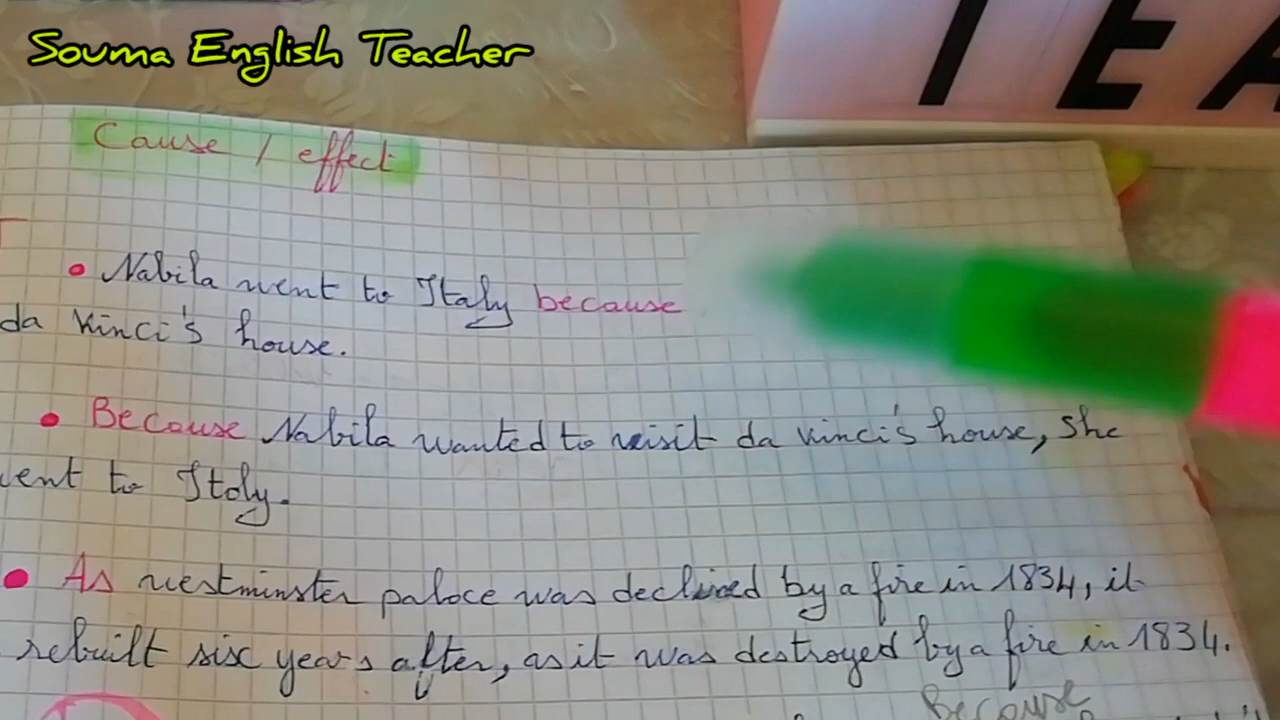 Souma English Teacher
TEA
Cause / effect
• Nabila went to Italy because
da Vinci's house.
• Because Nabila wanted to visit da Vinci's house, she
went to Italy.
• As westminster palace was declined by a fire in 1834, it
rebuilt six years after, as it was destroyed by a fire in 1834.
Because